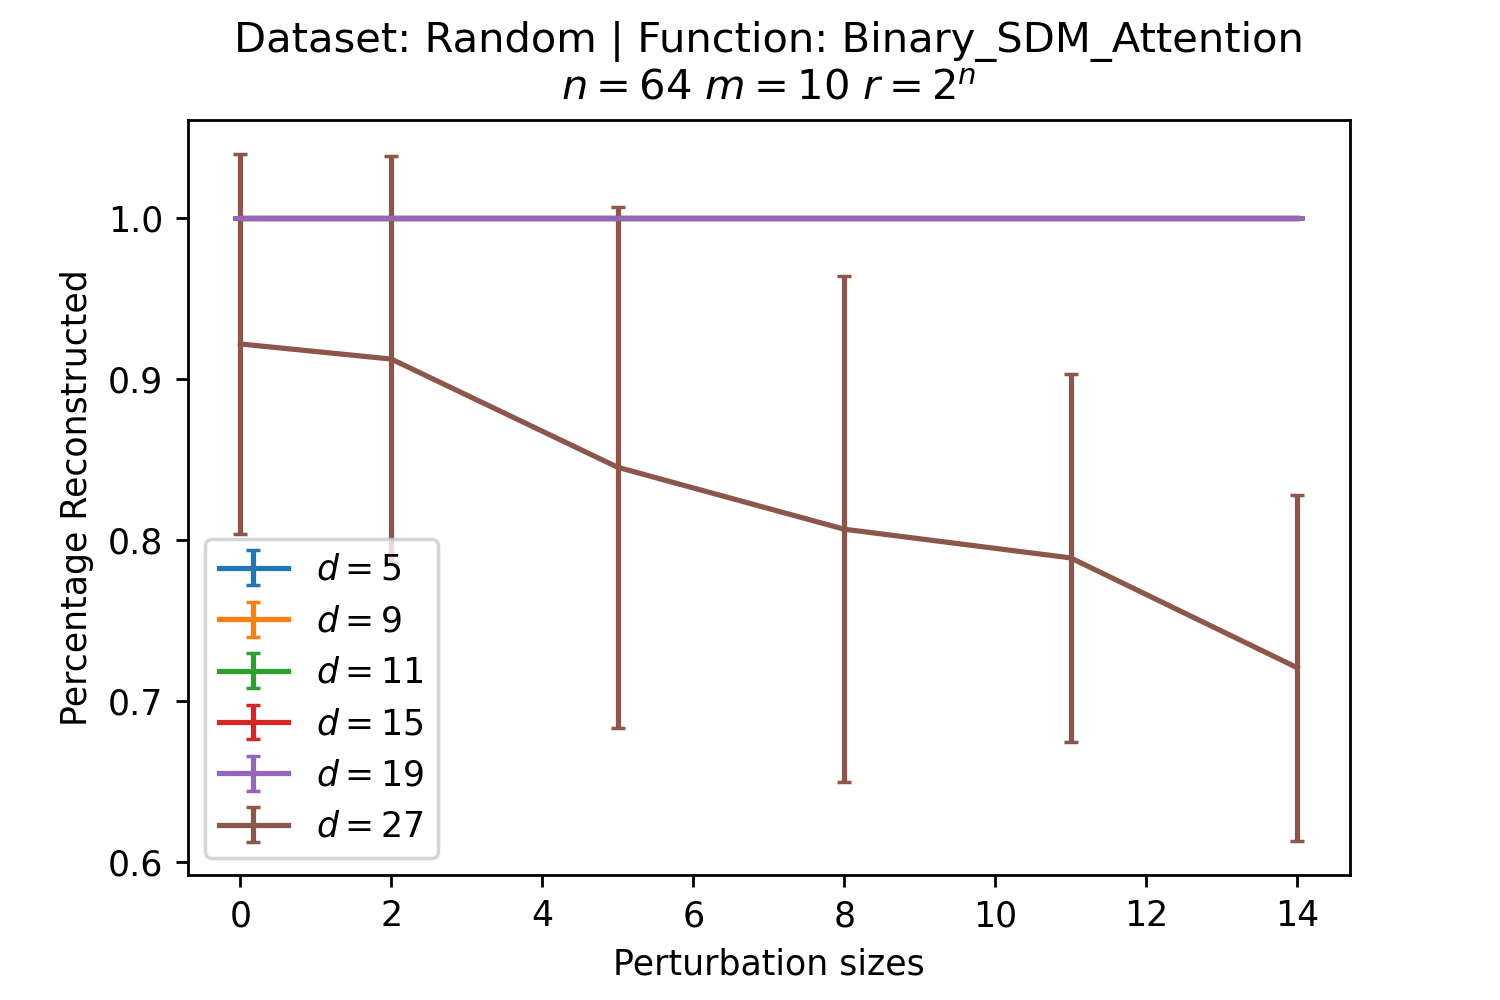 Dataset: Random | Function: Binary_SDM_Attention
n = 64 m = 10 r = 2ⁿ
Percentage Reconstructed
1.0
0.9
0.8
0.7
0.6
d = 5
d = 9
d = 11
d = 15
d = 19
d = 27
0 2 4 6 8 10 12 14
Perturbation sizes